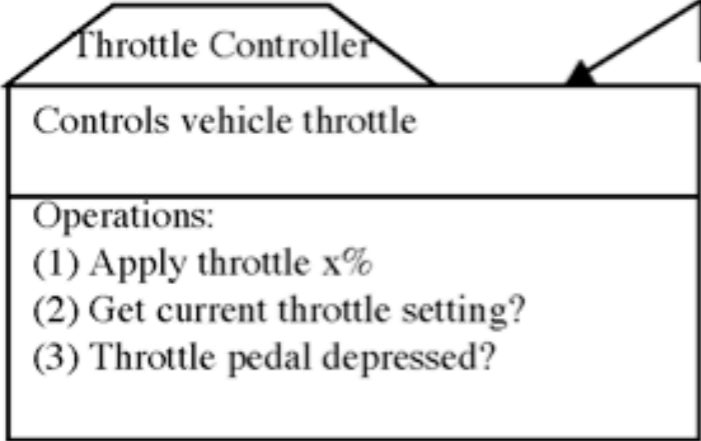 Throttle Controller
Controls vehicle throttle
Operations:
(1) Apply throttle x%
(2) Get current throttle setting?
(3) Throttle pedal depressed?